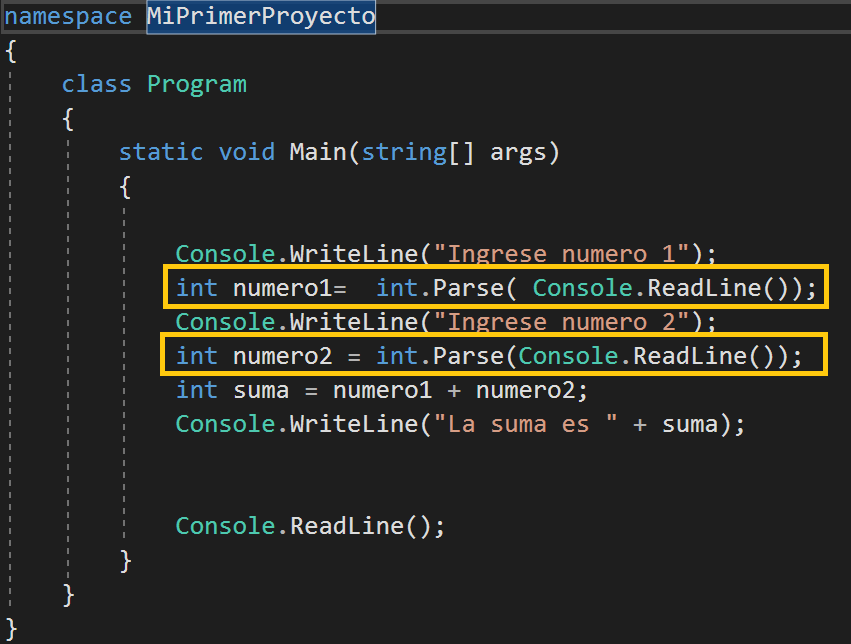 namespace MiPrimerProyecto
{
    class Program
    {
        static void Main(string[] args)
        {
            Console.WriteLine("Ingrese numero 1");
            int numero1=  int.Parse( Console.ReadLine());
            Console.WriteLine("Ingrese numero 2");
            int numero2 = int.Parse(Console.ReadLine());
            int suma = numero1 + numero2;
            Console.WriteLine("La suma es " + suma);
            Console.ReadLine();
        }
    }
}